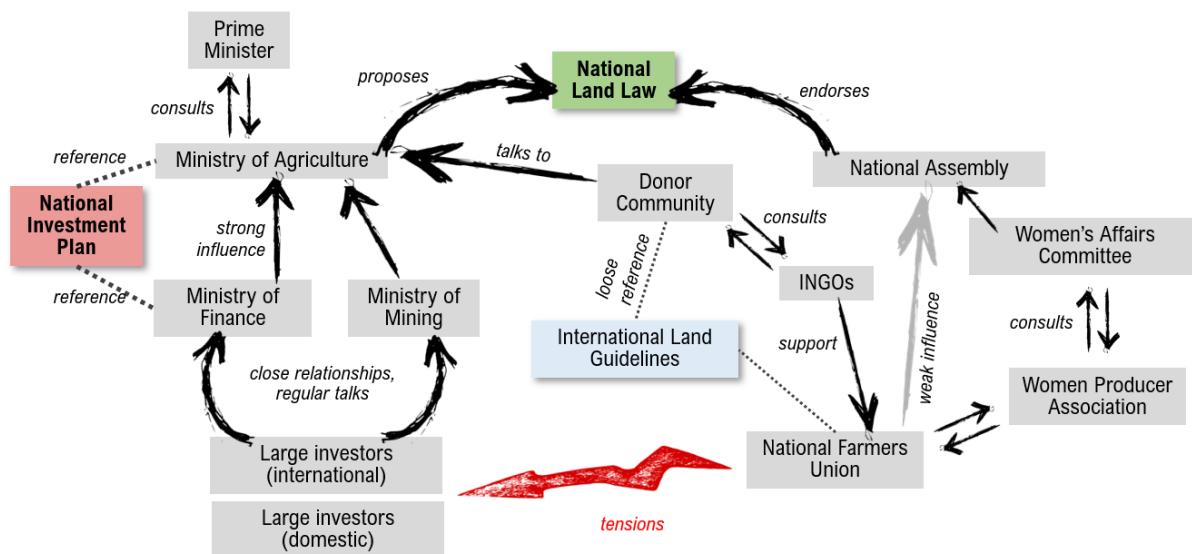 Prime
Minister
proposes
National
Land Law
endorses
consults
reference
Ministry of Agriculture
talks to
National Assembly
National
Investment
Plan
strong
influence
Donor
Community
consults
Women's Affairs
Committee
reference
Ministry of
Finance
Ministry of
Mining
loose
reference
INGOs
International Land
Guidelines
support
weak influence
consults
close relationships,
regular talks
Women Producer
Association
Large investors
(international)
National Farmers
Union
Large investors
(domestic)
tensions